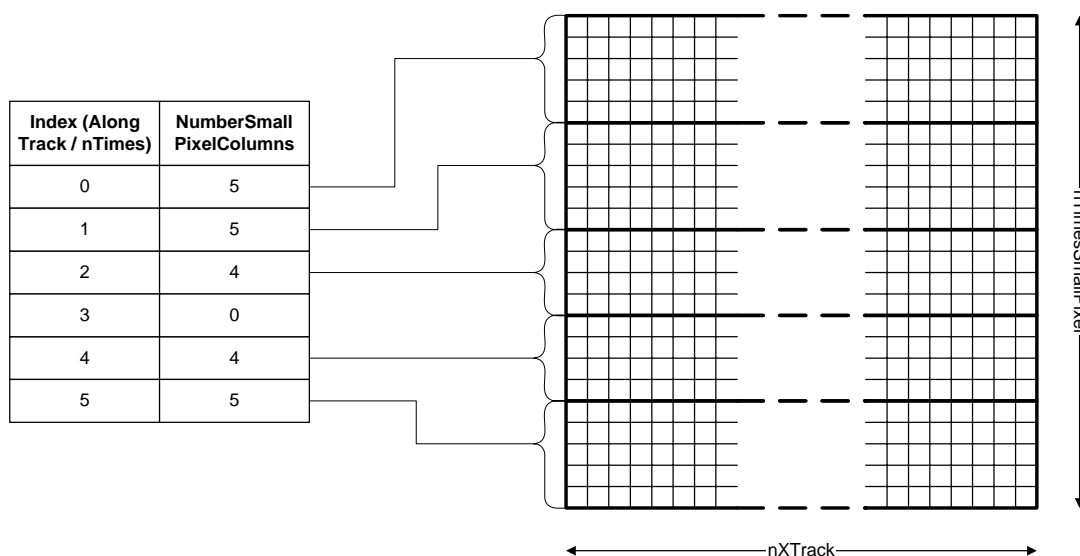 Index (Along
Track / nTimes)
NumberSmall
PixelColumns
0
5
1
5
2
4
3
0
4
4
5
5
nTimesSmallPixel
nXTrack